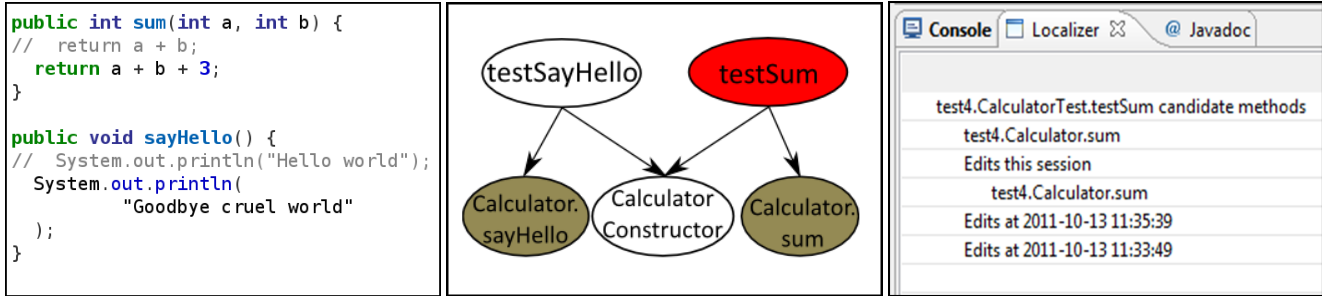 public int sum(int a, int b) {
//  return a + b;
  return a + b + 3;
}
public void sayHello() {
//  System.out.println("Hello world");
  System.out.println(
          "Goodbye cruel world"
  );
}
testSayHello
testSum
Calculator.
sayHello
Calculator
Constructor
Calculator.
sum
Console
Localizer
@ Javadoc
test4.CalculatorTest.testSum candidate methods
test4.Calculator.sum
Edits this session
test4.Calculator.sum
Edits at 2011-10-13 11:35:39
Edits at 2011-10-13 11:33:49